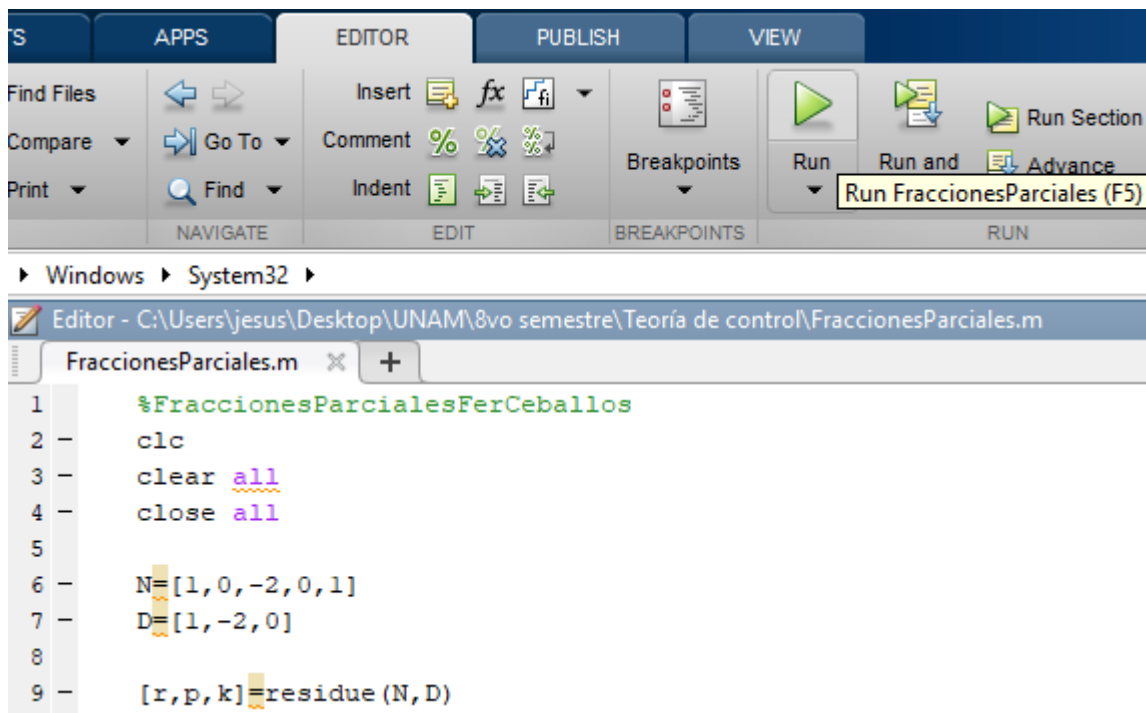 TS APPS EDITOR PUBLISH VIEW
Find Files Insert fx fi
Compare Go To Comment % % % Run Section
Print Find Indent Breakpoints Run Run and Advance
Run FraccionesParciales (F5)
NAVIGATE EDIT BREAKPOINTS RUN
Windows System32
Editor - C:\Users\jesus\Desktop\UNAM\8vo semestre\Teoría de control\FraccionesParciales.m
FraccionesParciales.m +
1 %FraccionesParcialesFerCeballos
2 - clc
3 - clear all
4 - close all
5
6 - N=[1,0,-2,0,1]
7 - D=[1,-2,0]
8
9 - [r,p,k]=residue(N,D)